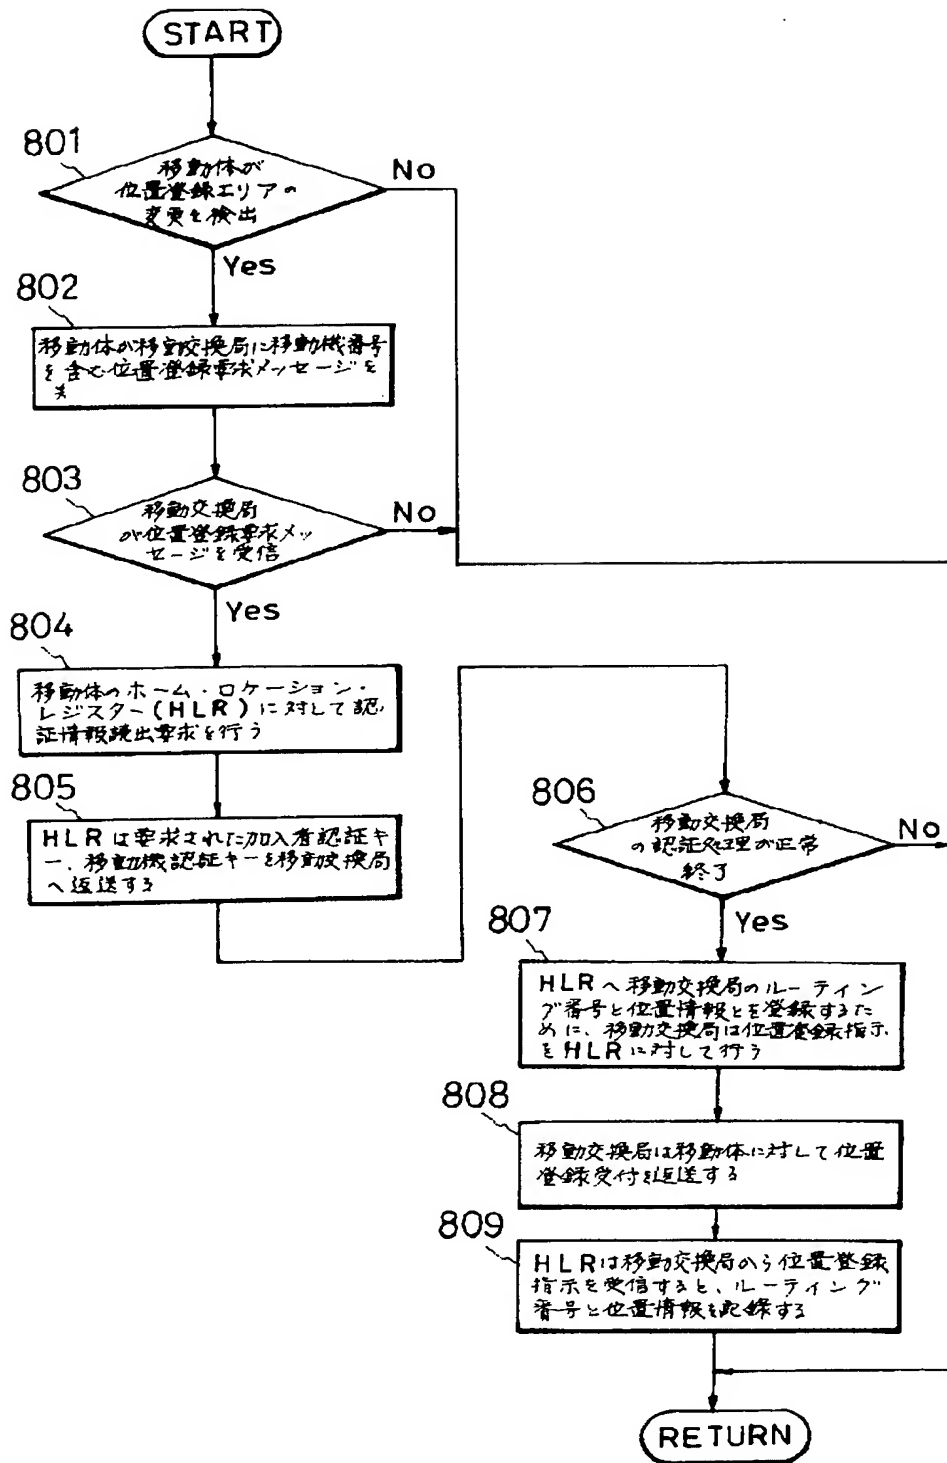 START
801
移動体が
位置登録エリアの
変更を検出
No
Yes
802
移動体が移動交換局に移動機番号
を含む位置登録要求メッセージを
803
移動交換局
が位置登録要求メッ
セージを受信
No
Yes
804
移動体のホーム・ロケーション・
レジスター(HLR)に対して認
証情報読出要求を行う
805
HLRは要求された加入者認証キ
ー、移動機認証キーを移動交換局
へ返送する
806
移動交換局
の認証処理が正常
終了
No
Yes
807
HLRへ移動交換局のルーティン
グ番号と位置情報とを登録するた
めに、移動交換局は位置登録指示
をHLRに対して行う
808
移動交換局は移動体に対して位置
登録受付を返送する
809
HLRは移動交換局から位置登録
指示を受信すると、ルーティング
番号と位置情報を記録する
RETURN